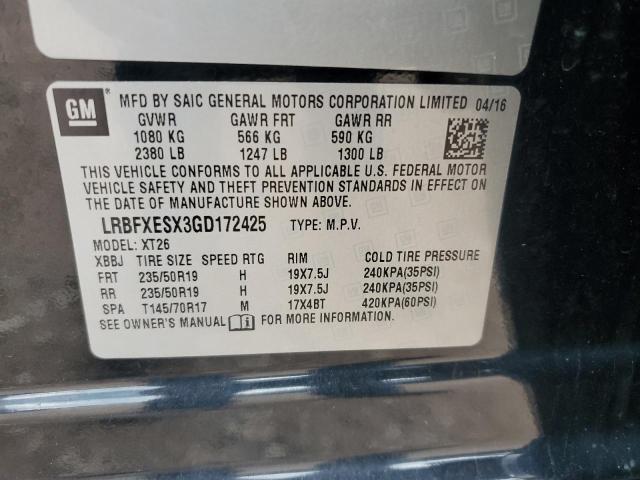 GM
MFD BY SAIC GENERAL MOTORS CORPORATION LIMITED 04/16
GVWR GAWR FRT GAWR RR
1080 KG 566 KG 590 KG
2380 LB 1247 LB 1300 LB
THIS VEHICLE CONFORMS TO ALL APPLICABLE U.S. FEDERAL MOTOR
VEHICLE SAFETY AND THEFT PREVENTION STANDARDS IN EFFECT ON
THE DATE OF MANUFACTURE SHOWN ABOVE.
LRBFXESX3GD172425 TYPE: M.P.V.
MODEL: XT26
XBBJ TIRE SIZE SPEED RTG RIM COLD TIRE PRESSURE
FRT 235/50R19 H 19X7.5J 240KPA(35PSI)
RR 235/50R19 H 19X7.5J 240KPA(35PSI)
SPA T145/70R17 M 17X4BT 420KPA(60PSI)
SEE OWNER'S MANUAL FOR MORE INFORMATION.